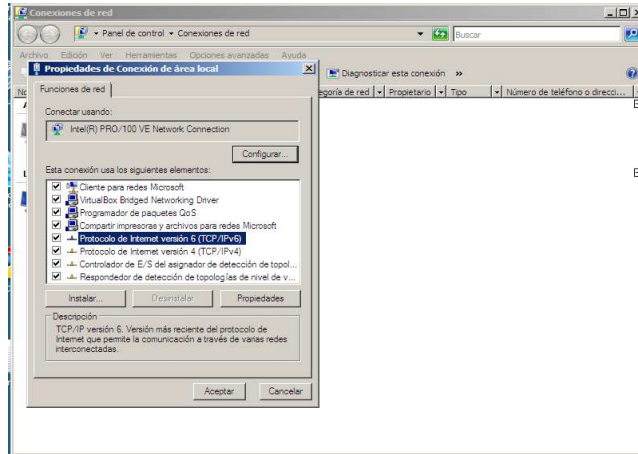 Conexiones de red
Panel de control ▾ Conexiones de red
Buscar
Archivo Edición Ver Herramientas Opciones avanzadas Ayuda
Propiedades de Conexión de área local
Diagnosticar esta conexión »
Funciones de red
egoría de red Propietario Tipo Número de teléfono o direcci...
Conectar usando:
Intel(R) PRO/100 VE Network Connection
Configurar...
Esta conexión usa los siguientes elementos:
Cliente para redes Microsoft
VirtualBox Bridged Networking Driver
Programador de paquetes QoS
Compartir impresoras y archivos para redes Microsoft
Protocolo de Internet versión 6 (TCP/IPv6)
Protocolo de Internet versión 4 (TCP/IPv4)
Controlador de E/S del asignador de detección de topol...
Respondedor de detección de topologías de nivel de v...
Instalar... Desinstalar Propiedades
Descripción
TCP/IP versión 6. Versión más reciente del protocolo de
Internet que permite la comunicación a través de varias redes
interconectadas.
Aceptar Cancelar